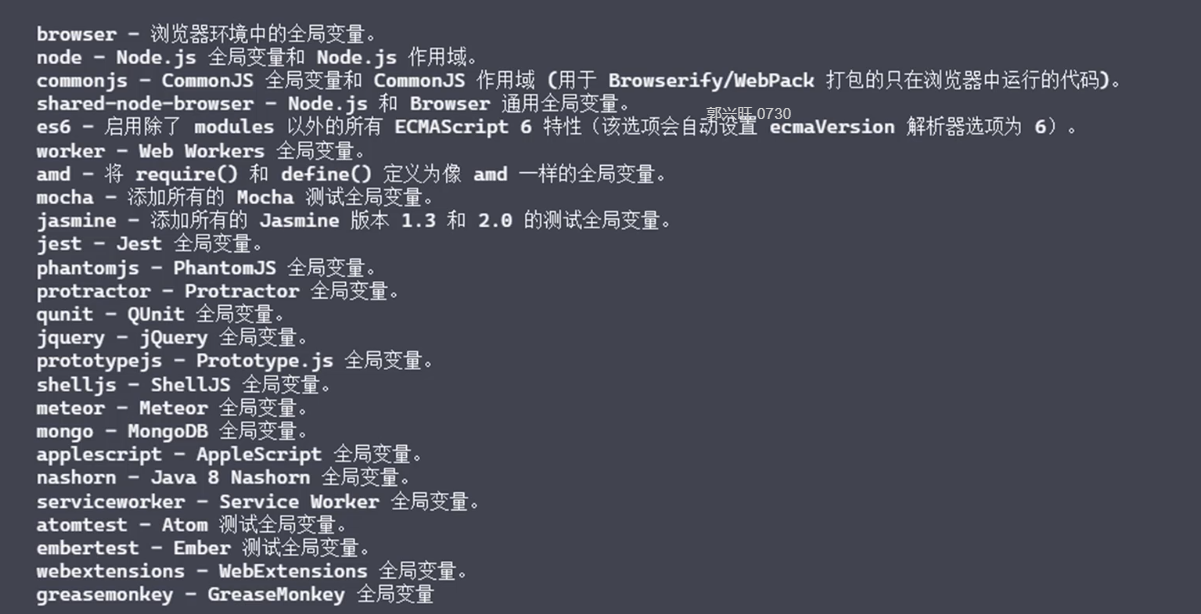 browser - 浏览器环境中的全局变量。
node - Node.js 全局变量和 Node.js 作用域。
commonjs - CommonJS 全局变量和 CommonJS 作用域 (用于 Browserify/WebPack 打包的只在浏览器中运行的代码)。
shared-node-browser - Node.js 和 Browser 通用全局变量。
郭兴旺 0730
es6 - 启用除了 modules 以外的所有 ECMAScript 6 特性（该选项会自动设置 ecmaVersion 解析器选项为 6）。
worker - Web Workers 全局变量。
amd - 将 require() 和 define() 定义为像 amd 一样的全局变量。
mocha - 添加所有的 Mocha 测试全局变量。
jasmine - 添加所有的 Jasmine 版本 1.3 和 2.0 的测试全局变量。
jest - Jest 全局变量。
phantomjs - PhantomJS 全局变量。
protractor - Protractor 全局变量。
qunit - QUnit 全局变量。
jquery - jQuery 全局变量。
prototypejs - Prototype.js 全局变量。
shelljs - ShellJS 全局变量。
meteor - Meteor 全局变量。
mongo - MongoDB 全局变量。
applescript - AppleScript 全局变量。
nashorn - Java 8 Nashorn 全局变量。
serviceworker - Service Worker 全局变量。
atomtest - Atom 测试全局变量。
embertest - Ember 测试全局变量。
webextensions - WebExtensions 全局变量。
greasemonkey - GreaseMonkey 全局变量